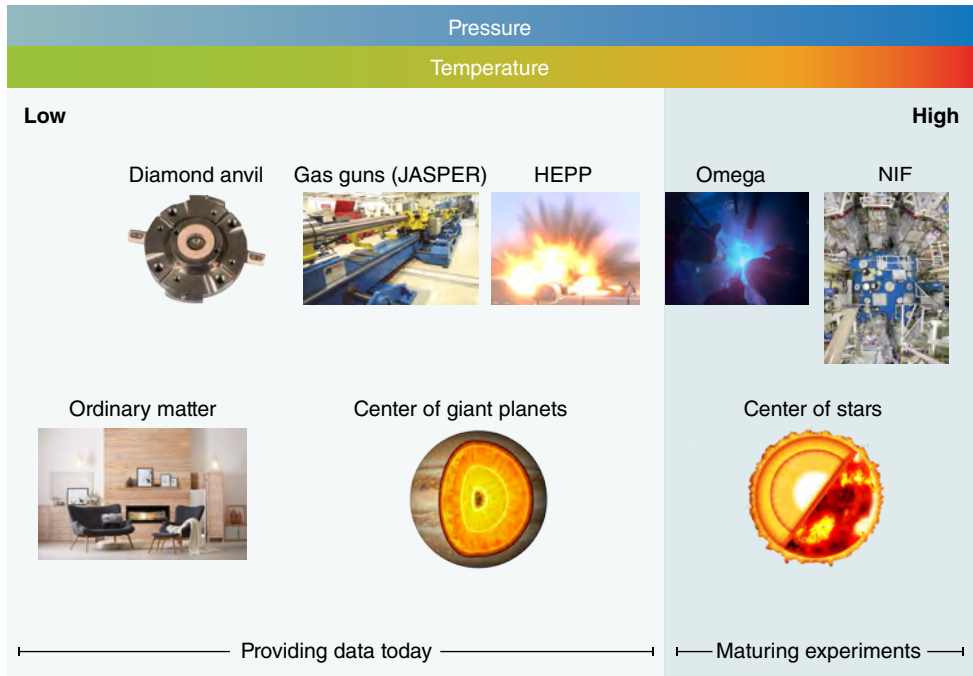 Pressure
Temperature
Low
High
Diamond anvil
Gas guns (JASPER)
HEPP
Omega
NIF
Ordinary matter
Center of giant planets
Center of stars
Providing data today
Maturing experiments